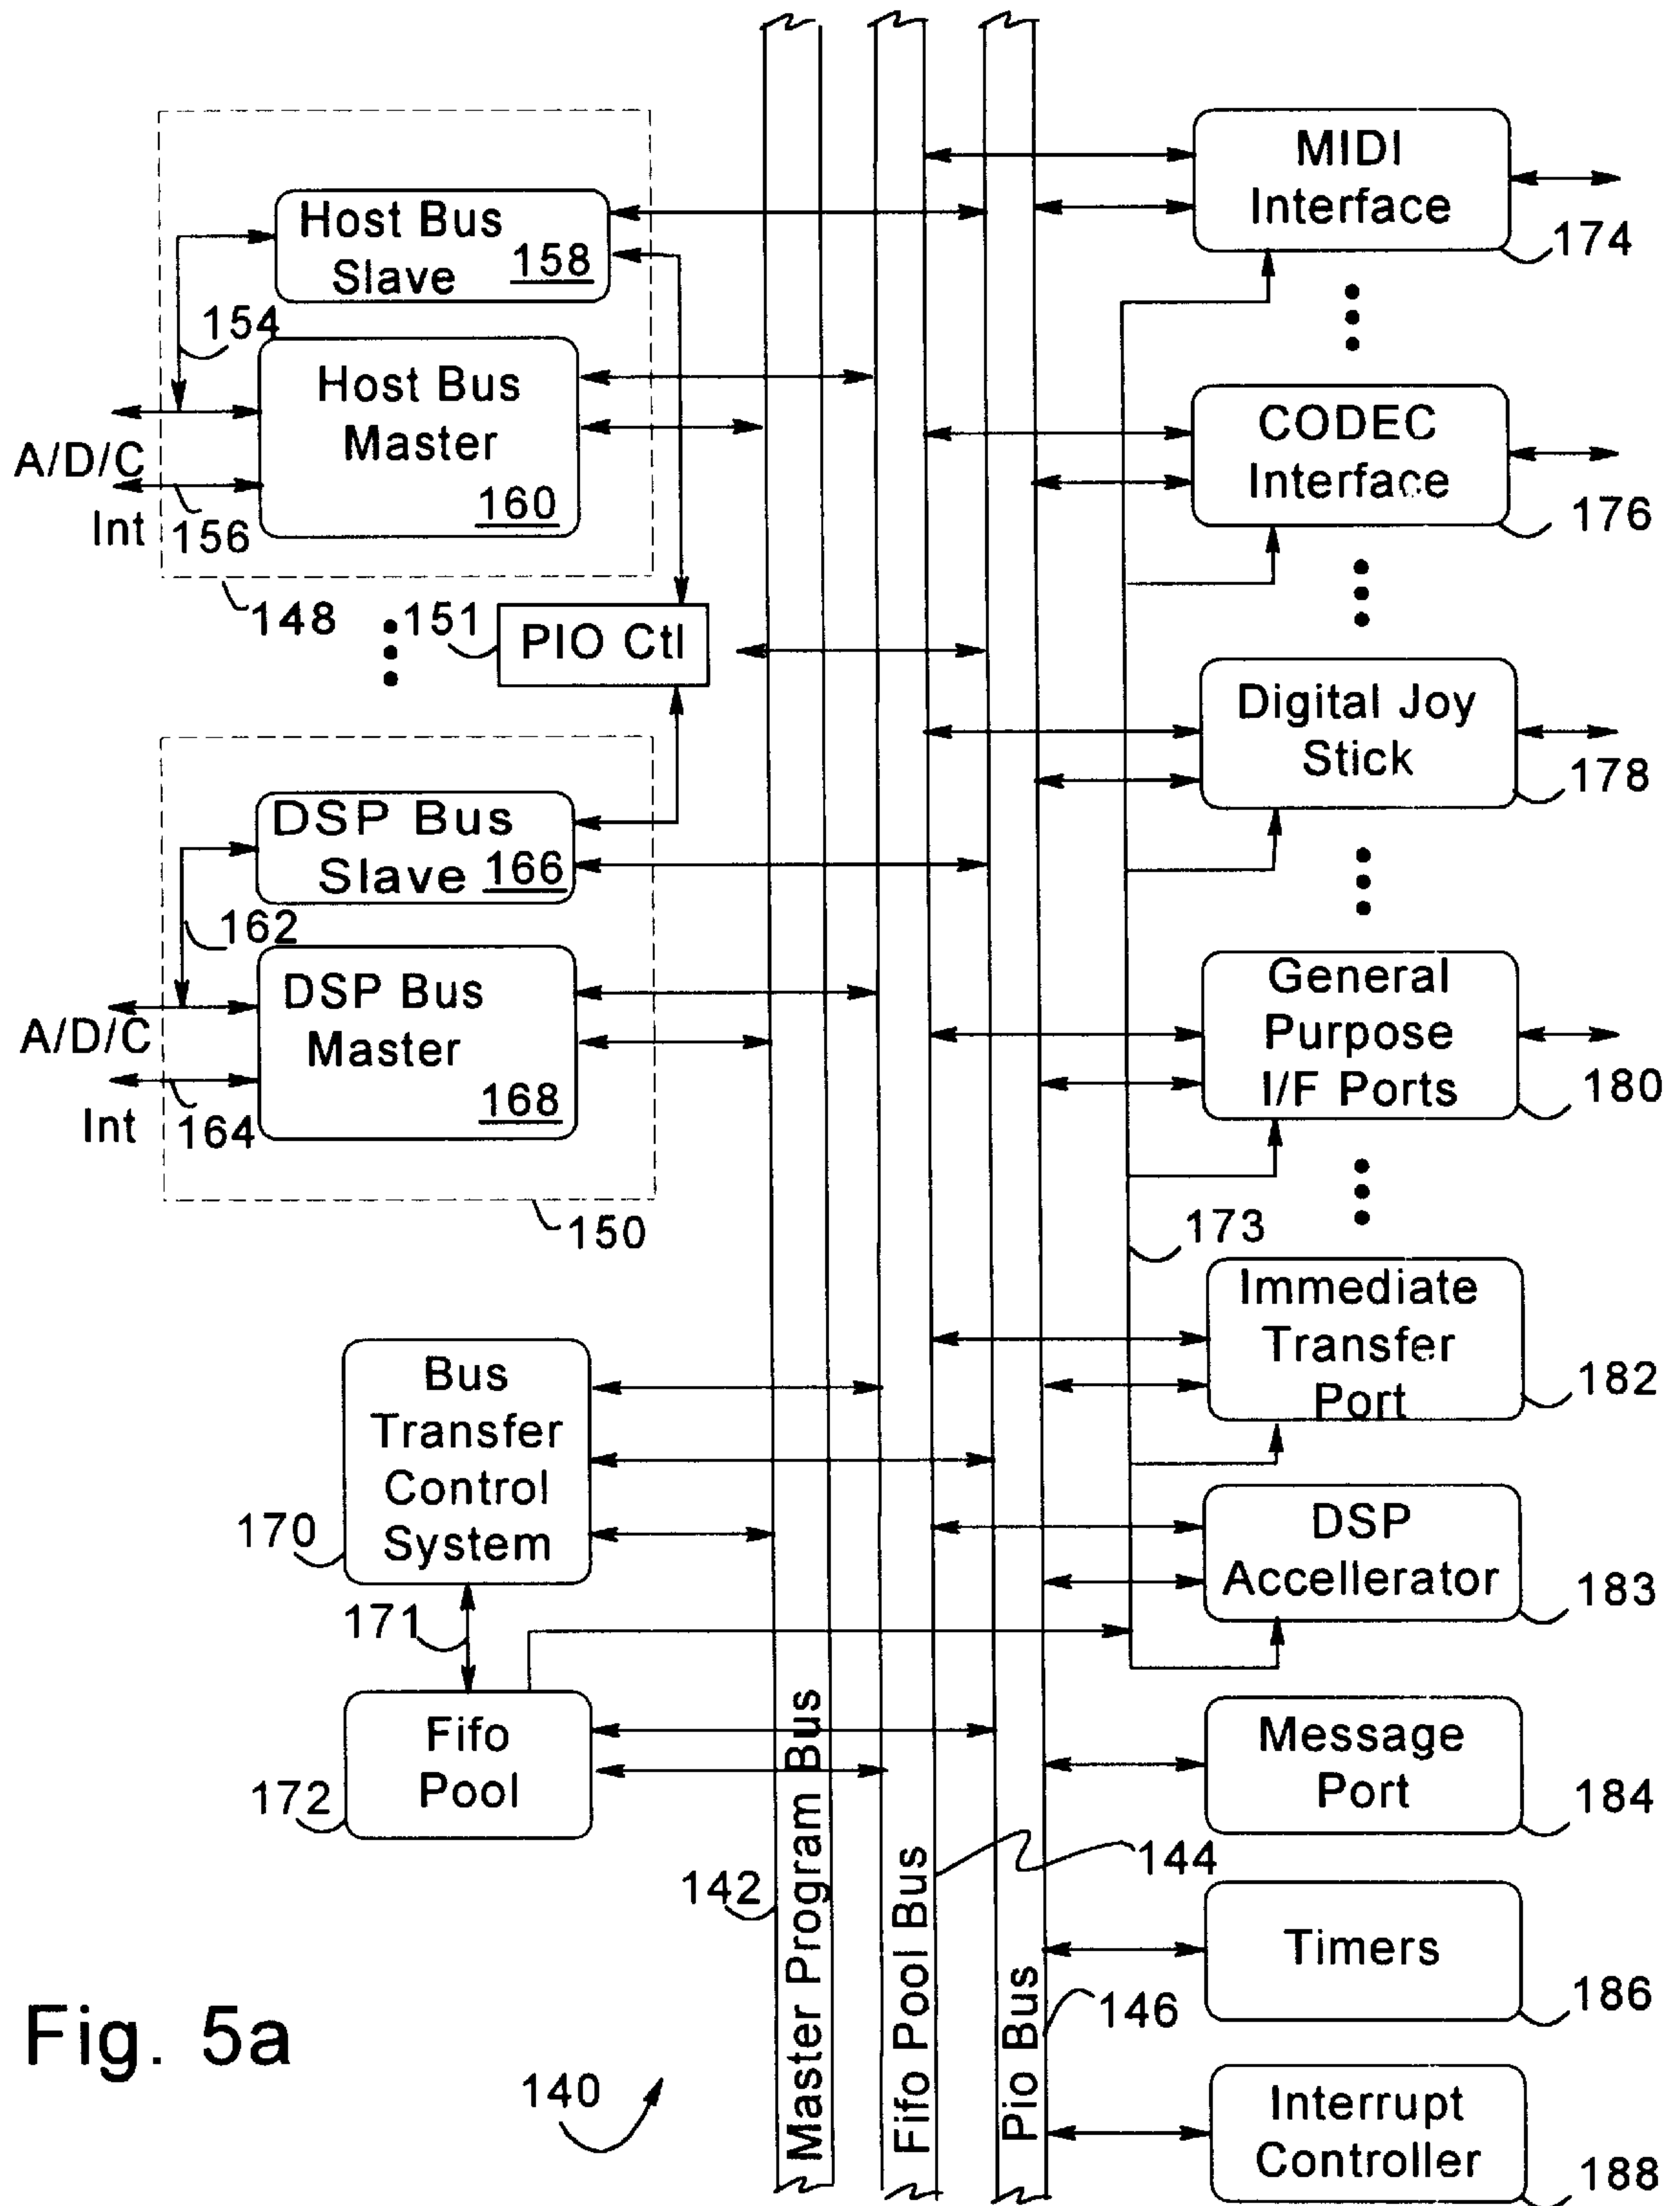 Host Bus
Slave 158
154
Host Bus
Master
160
A/D/C
Int 156
148
151
PIO Ctl
DSP Bus
Slave 166
162
DSP Bus
Master
168
A/D/C
Int 164
150
Bus
Transfer
Control
System
170
171
Fifo
Pool
172
142
Master Program Bus
Fifo Pool Bus
144
Pio Bus
146
MIDI
Interface
174
CODEC
Interface
176
Digital Joy
Stick
178
General
Purpose
I/F Ports
180
173
Immediate
Transfer
Port
182
DSP
Accellerator
183
Message
Port
184
Timers
186
Interrupt
Controller
188
140
Fig. 5a